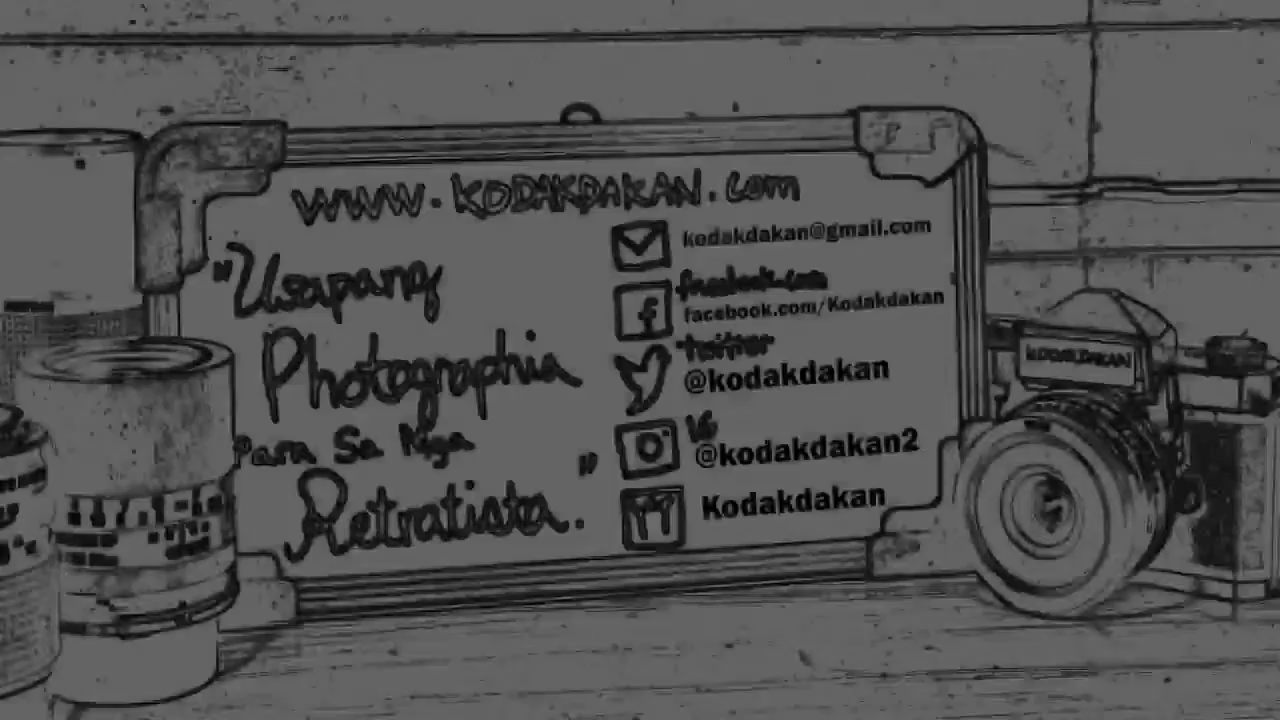 www.KODAKDAKAN.com
"Usapang
Photographia
Para Sa Mga
Retratista."
kodakdakan@gmail.com
facebook.com
facebook.com/Kodakdakan
twitter
@kodakdakan
IG
@kodakdakan2
Kodakdakan
KODAKDAKAN